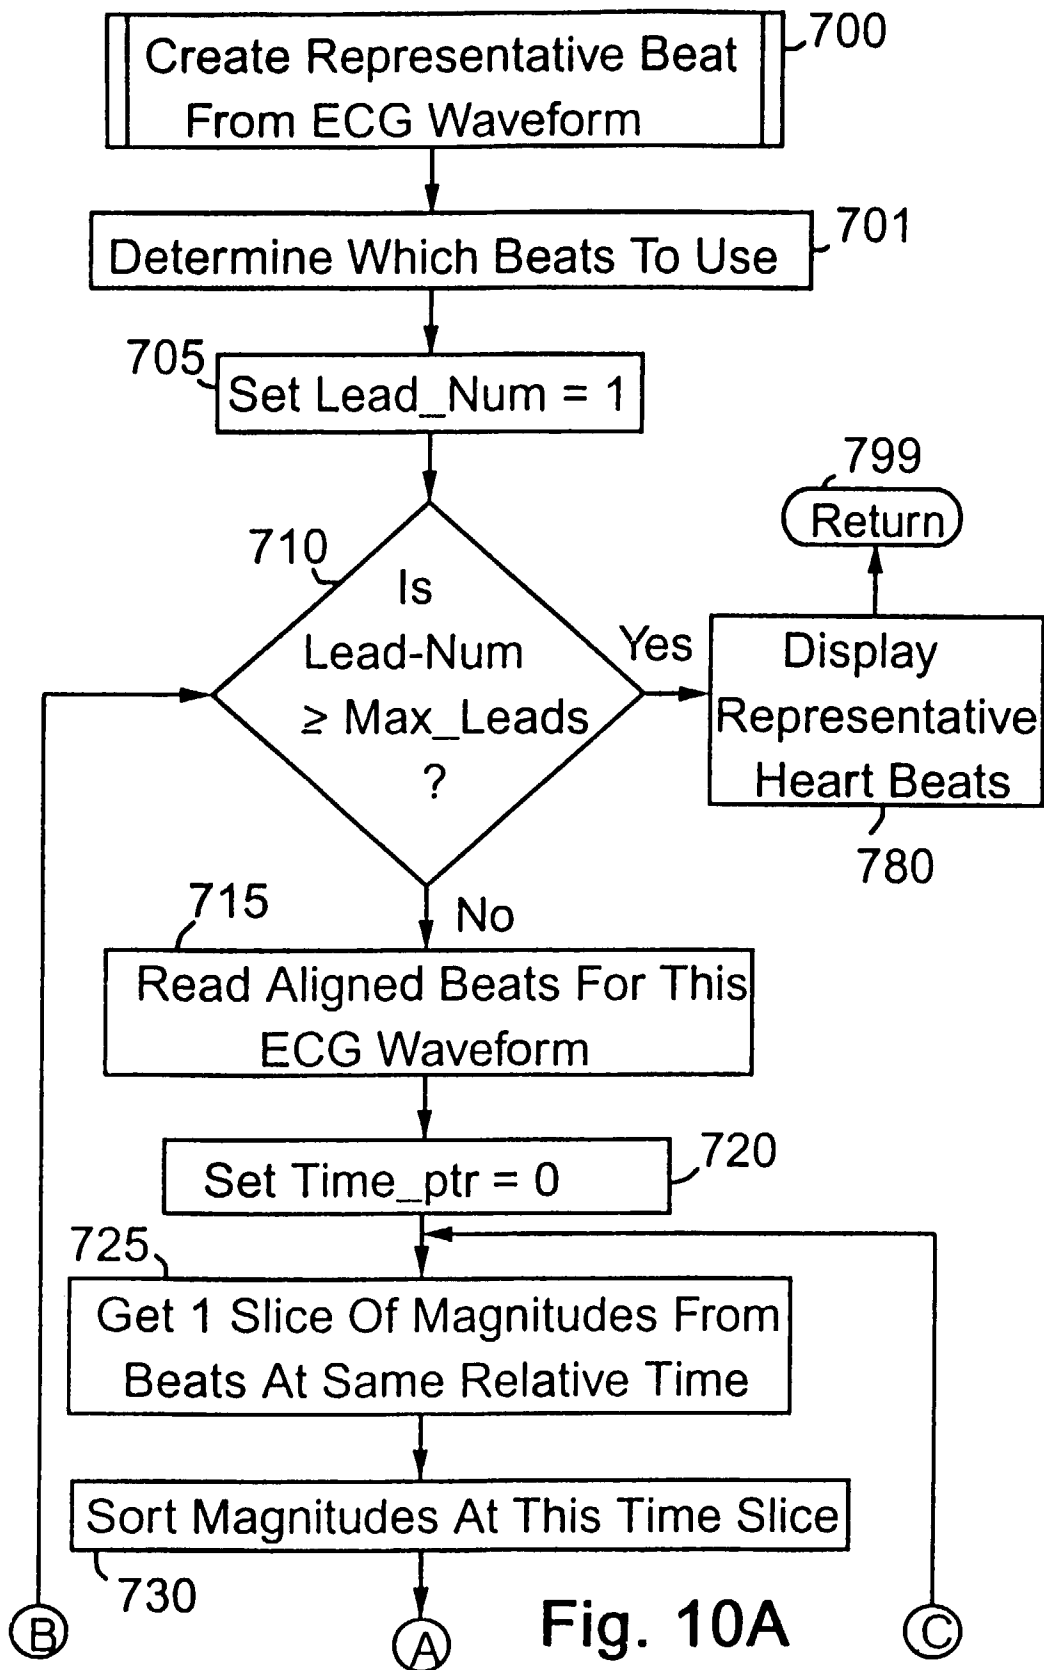 700
Create Representative Beat
From ECG Waveform
701
Determine Which Beats To Use
705
Set Lead_Num = 1
799
Return
710
Is
Lead-Num
≥ Max_Leads
?
Yes
Display
Representative
Heart Beats
780
No
715
Read Aligned Beats For This
ECG Waveform
720
Set Time_ptr = 0
725
Get 1 Slice Of Magnitudes From
Beats At Same Relative Time
Sort Magnitudes At This Time Slice
730
B
A
Fig. 10A
C